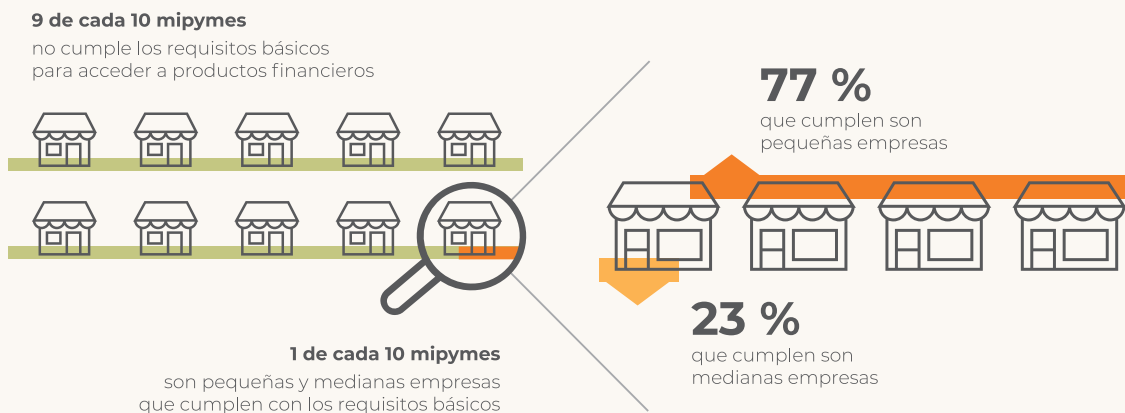 9 de cada 10 mipymes
no cumple los requisitos básicos
para acceder a productos financieros
1 de cada 10 mipymes
son pequeñas y medianas empresas
que cumplen con los requisitos básicos
77 %
que cumplen son
pequeñas empresas
23 %
que cumplen son
medianas empresas